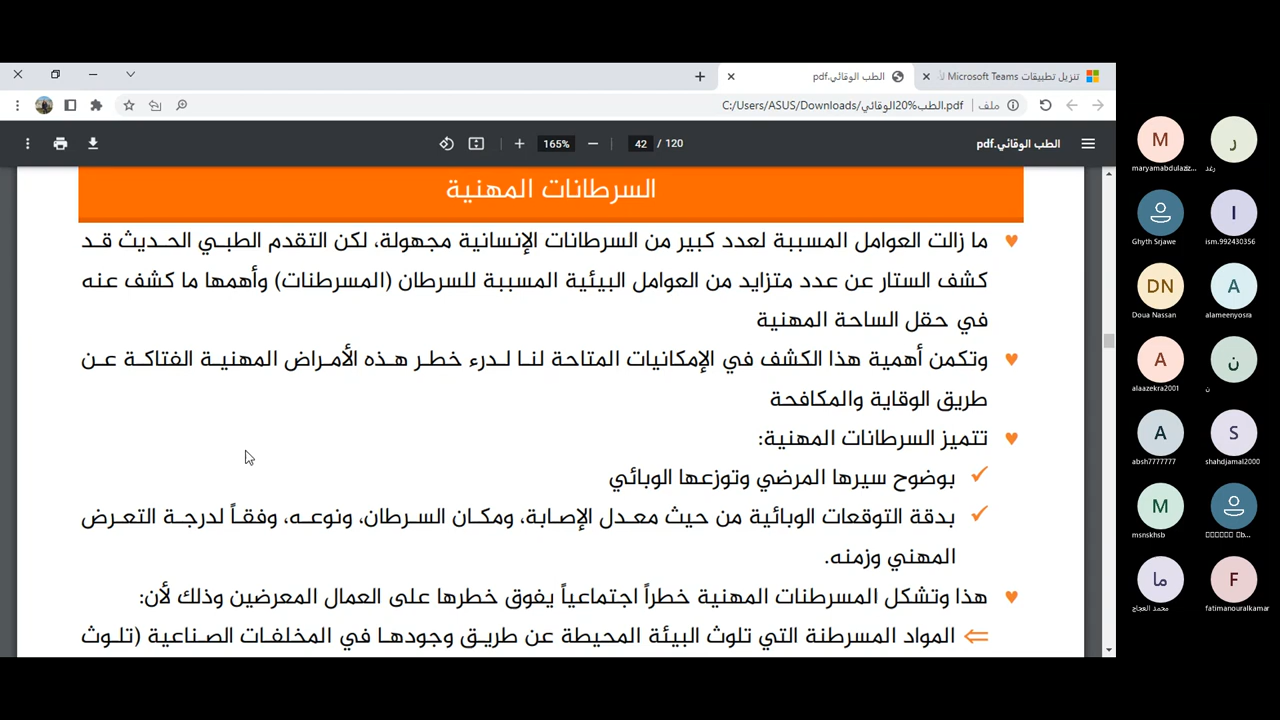 تنزيل تطبيقات Microsoft Teams
الطب الوقائي.pdf
ملف
C:/Users/ASUS/Downloads/الطب%20الوقائي.pdf
الطب الوقائي.pdf
42 / 120
165%
السرطانات المهنية
ما زالت العوامل المسببة لعدد كبير من السرطانات الإنسانية مجهولة، لكن التقدم الطبي الحديث قد
كشف الستار عن عدد متزايد من العوامل البيئية المسببة للسرطان (المسرطنات) وأهمها ما كشف عنه
في حقل الساحة المهنية
وتكمن أهمية هذا الكشف في الإمكانيات المتاحة لنا لدرء خطر هذه الأمراض المهنية الفتاكة عن
طريق الوقاية والمكافحة
تتميز السرطانات المهنية:
بوضوح سيرها المرضي وتوزعها الوبائي
بدقة التوقعات الوبائية من حيث معدل الإصابة، ومكان السرطان، ونوعه، وفقاً لدرجة التعرض
المهني وزمنه.
هذا وتشكل المسرطنات المهنية خطراً اجتماعياً يفوق خطرها على العمال المعرضين وذلك لأن:
المواد المسرطنة التي تلوث البيئة المحيطة عن طريق وجودها في المخلفات الصناعية (تلوث
M
maryamabdulaziz...
ر
رغد
Ghyth Srjawe
I
ism.992430356
DN
Doua Nassan
A
alameenyosra
A
alaazekra2001
ن
ن
A
absh7777777
S
shahdjamal2000
M
msnskhsb
ما
محمد العجاج
F
fatimanouralkamar